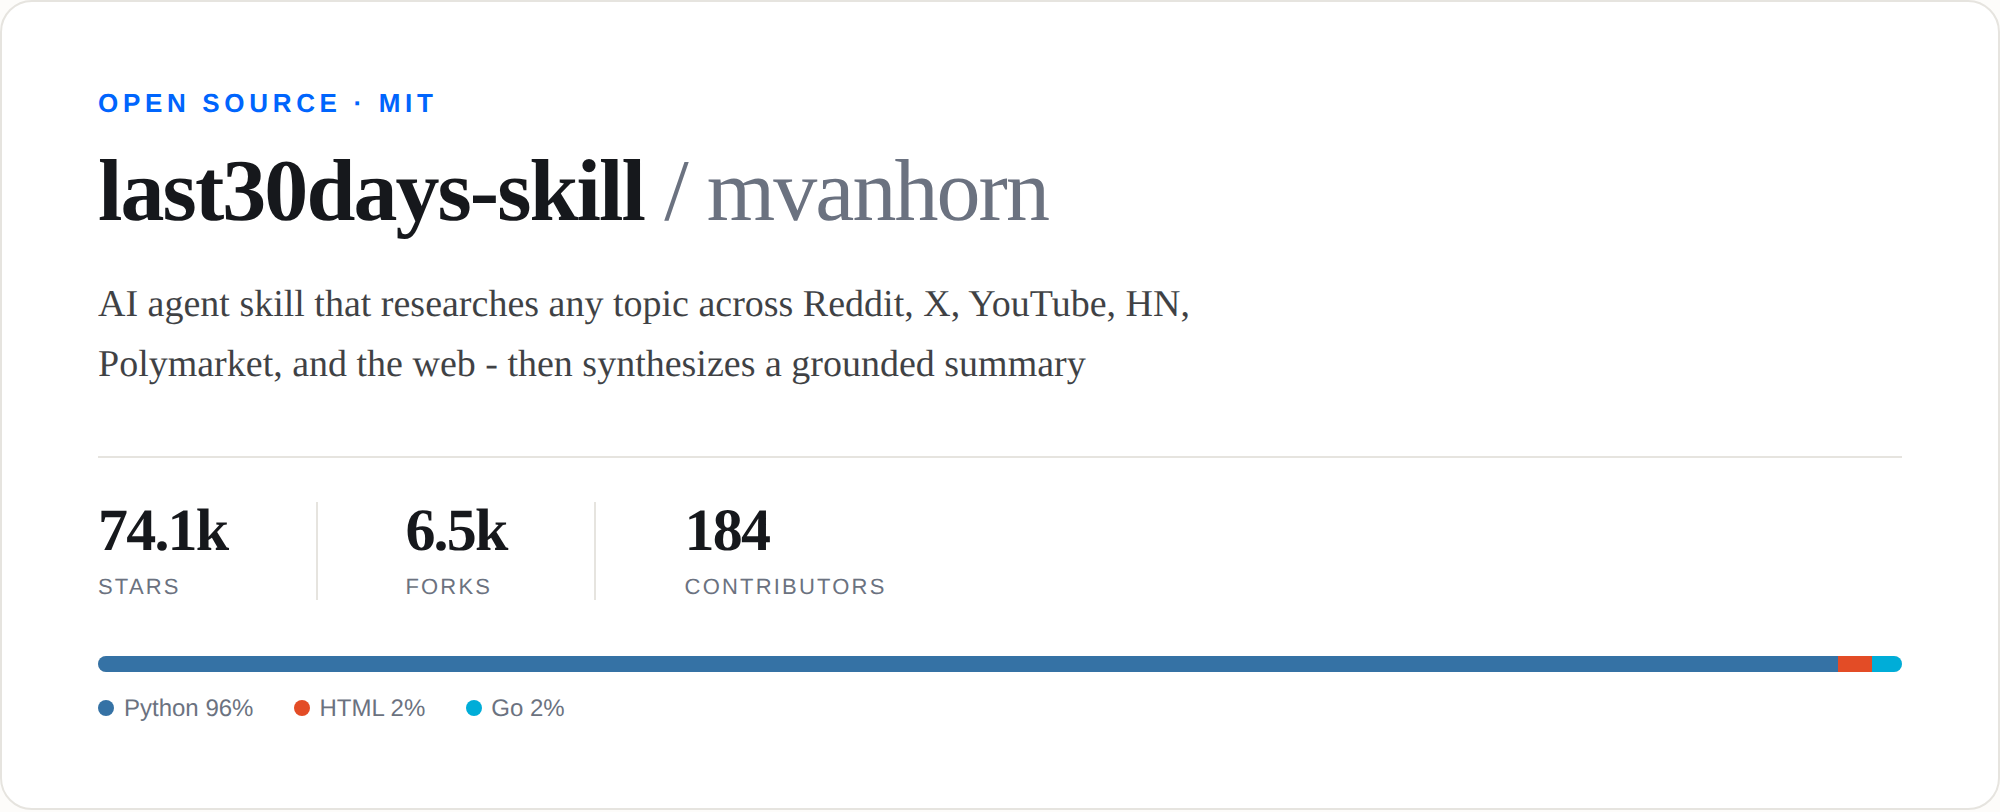 OPEN SOURCE · MIT
last30days-skill / mvanhorn
AI agent skill that researches any topic across Reddit, X, YouTube, HN,
Polymarket, and the web - then synthesizes a grounded summary
74.1k 6.5k 184
STARS FORKS CONTRIBUTORS
Python 96% HTML 2% Go 2%